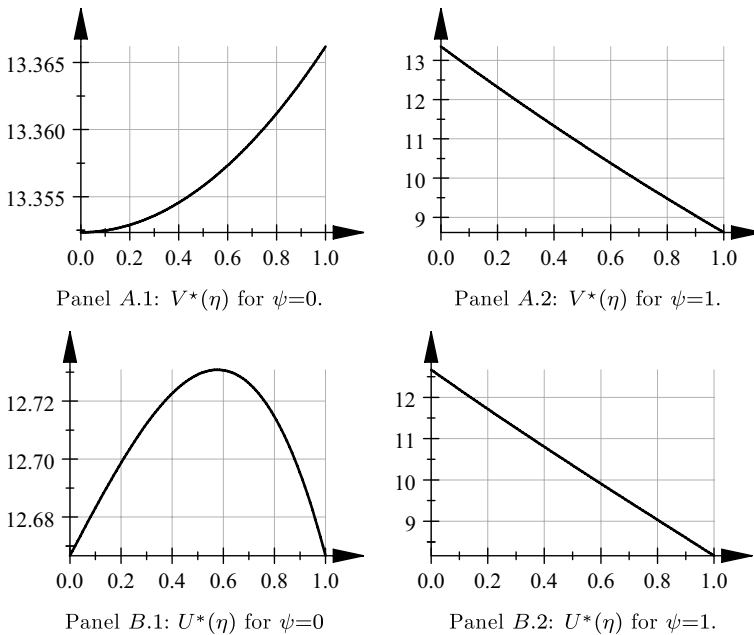 13.365
13.360
13.355
0.0 0.2 0.4 0.6 0.8 1.0
Panel A.1: V*(η) for ψ=0.
13
12
11
10
9
0.0 0.2 0.4 0.6 0.8 1.0
Panel A.2: V*(η) for ψ=1.
12.72
12.70
12.68
0.0 0.2 0.4 0.6 0.8 1.0
Panel B.1: U*(η) for ψ=0
12
11
10
9
0.0 0.2 0.4 0.6 0.8 1.0
Panel B.2: U*(η) for ψ=1.